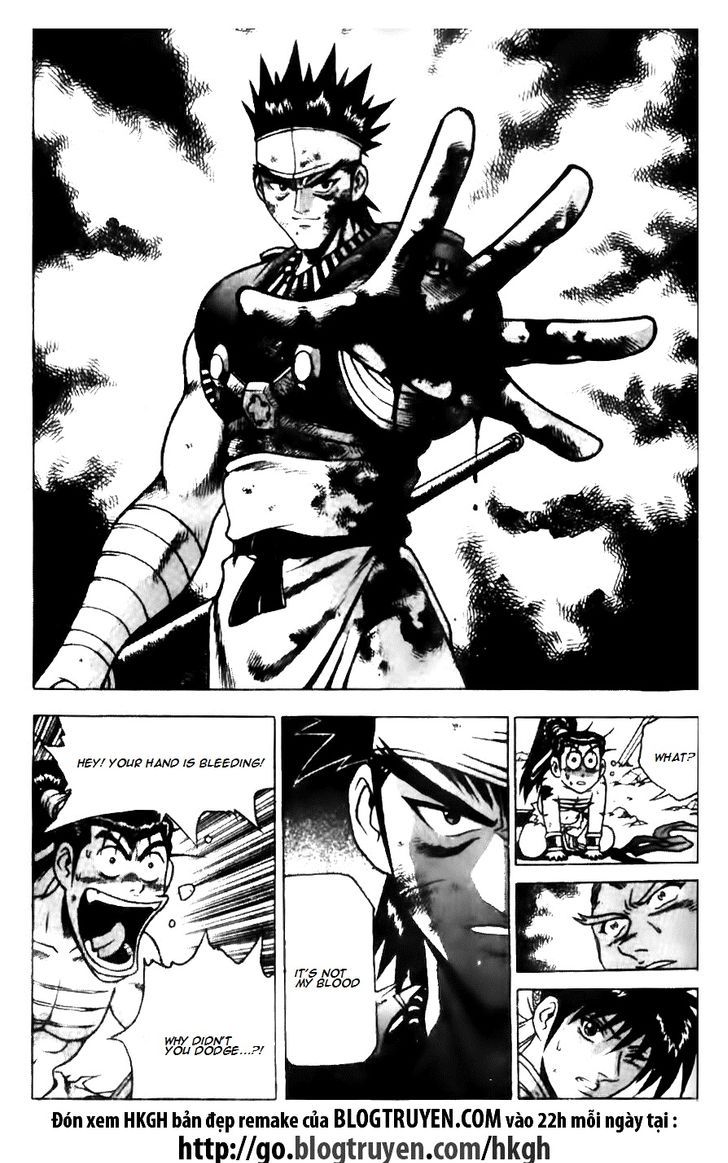 HEY! YOUR HAND IS BLEEDING!
WHY DIDN'T
YOU DODGE...?!
IT'S NOT
MY BLOOD
WHAT?
Đón xem HKGH bản đẹp remake của BLOGTRUYEN.COM vào 22h mỗi ngày tại :
http://go.blogtruyen.com/hkgh